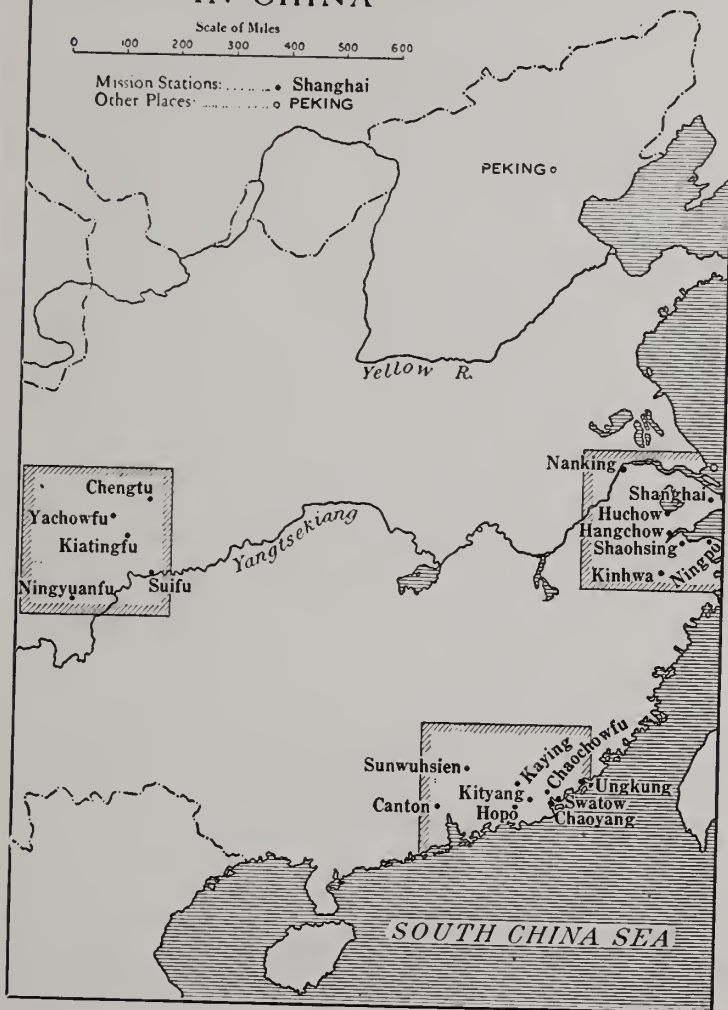 IN CHINA
Scale of Miles
0 100 200 300 400 500 600
Mission Stations: • Shanghai
Other Places ∘ PEKING
PEKING
Yellow R.
Nanking
Chengtu
Shanghai
Yachowfu
Huchow
Hangchow
Kiatingfu
Shaohsing
Yangtsekiang
Ningyuanfu
Suifu
Kinhwa
Ningpo
Sunwuhsien
Kaying
Chaochowfu
Kityang
Ungkung
Canton
Hopo
Swatow
Chaoyang
SOUTH CHINA SEA